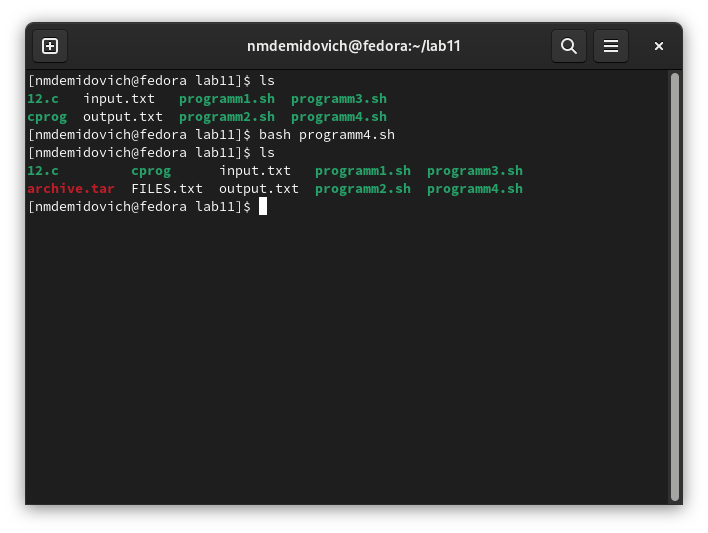 nmdemidovich@fedora:~/lab11
[nmdemidovich@fedora lab11]$ ls
12.c   input.txt   programm1.sh  programm3.sh
cprog  output.txt  programm2.sh  programm4.sh
[nmdemidovich@fedora lab11]$ bash programm4.sh
[nmdemidovich@fedora lab11]$ ls
12.c         cprog      input.txt   programm1.sh  programm3.sh
archive.tar  FILES.txt  output.txt  programm2.sh  programm4.sh
[nmdemidovich@fedora lab11]$